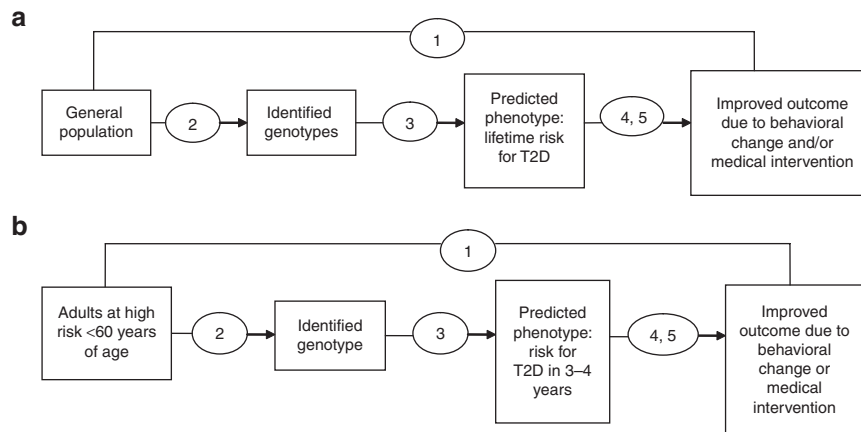 a
1
General
population
2
Identified
genotypes
3
Predicted
phenotype:
lifetime risk
for T2D
4, 5
Improved outcome
due to behavioral
change and/or
medical intervention
b
1
Adults at high
risk <60 years
of age
2
Identified
genotype
3
Predicted
phenotype:
risk for
T2D in 3–4
years
4, 5
Improved
outcome due to
behavioral
change or
medical
intervention